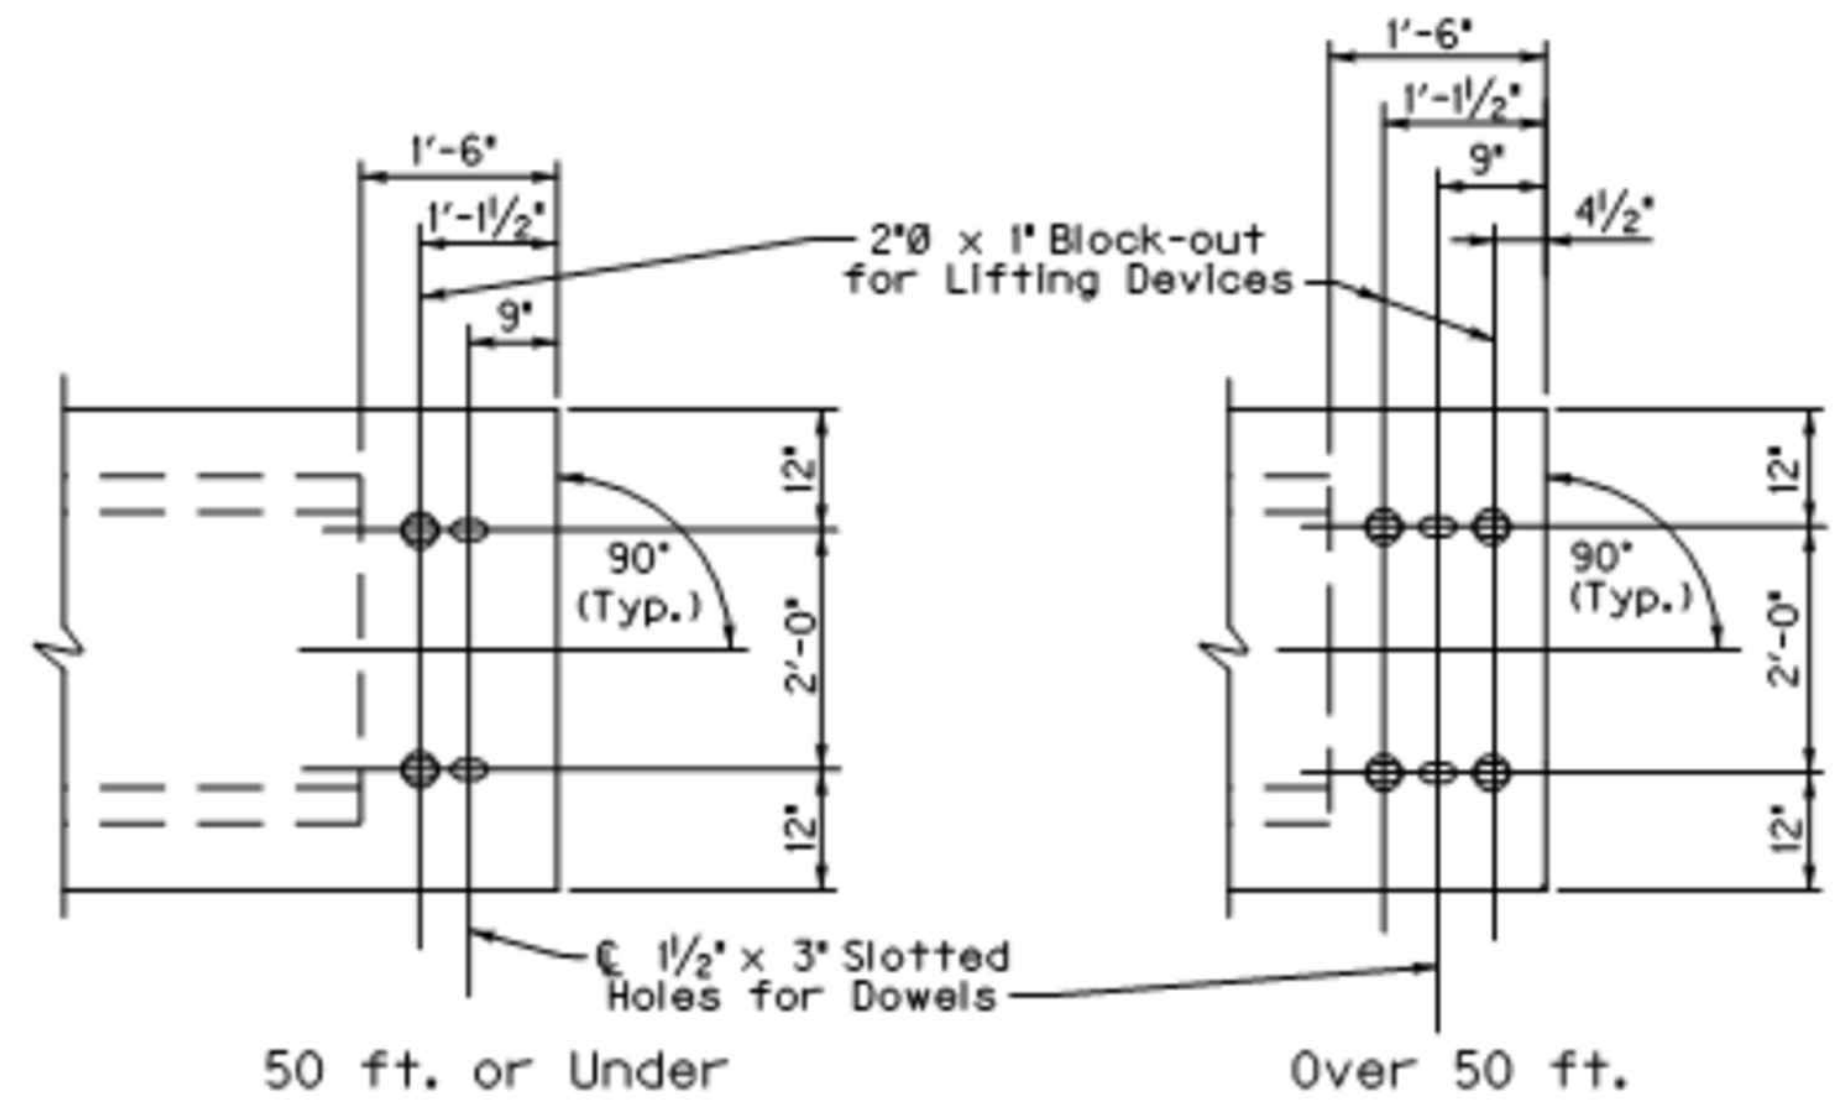 1'-6"
1'-1½"
9"
1'-6"
1'-1½"
9"
4½"
2"Ø x 1" Block-out
for Lifting Devices
12"
90°
(Typ.)
2'-0"
12"
12"
90°
(Typ.)
2'-0"
12"
℄ 1½" x 3" Slotted
Holes for Dowels
50 ft. or Under
Over 50 ft.